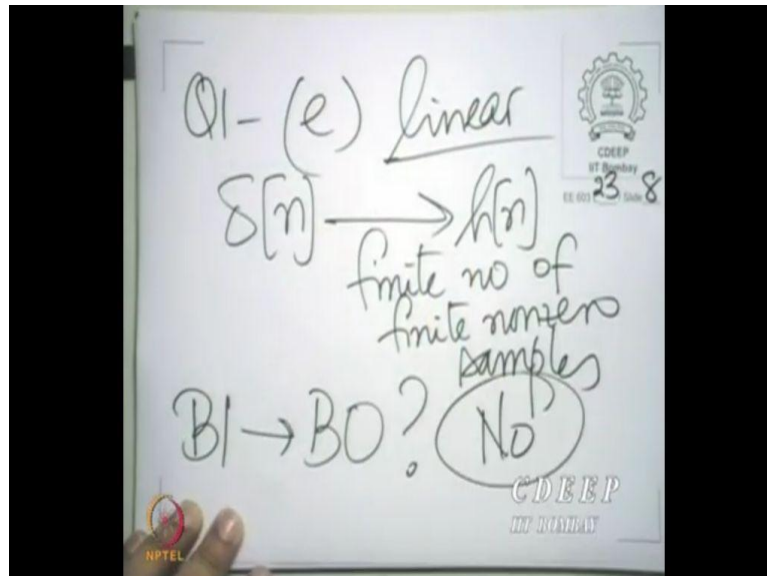 Q1 - (e) linear
CDEEP
IIT Bombay
EE 603 23 Slide 8
δ[n] → h[n]
finite no of
finite nonzero
samples
BI → BO? No
CDEEP
IIT BOMBAY
NPTEL